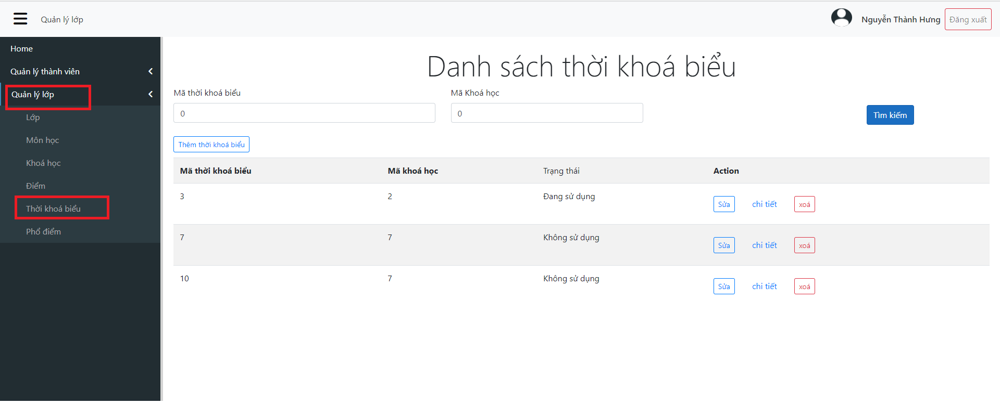 Quản lý lớp
Nguyễn Thành Hưng
Đăng xuất
Home
Quản lý thành viên
Quản lý lớp
Lớp
Môn học
Khoá học
Điểm
Thời khoá biểu
Phổ điểm
Danh sách thời khoá biểu
Mã thời khoá biểu Mã Khoá học
0 0 Tìm kiếm
Thêm thời khoá biểu
Mã thời khoá biểu Mã khoá học Trạng thái Action
3 2 Đang sử dụng Sửa chi tiết xoá
7 7 Không sử dụng Sửa chi tiết xoá
10 7 Không sử dụng Sửa chi tiết xoá